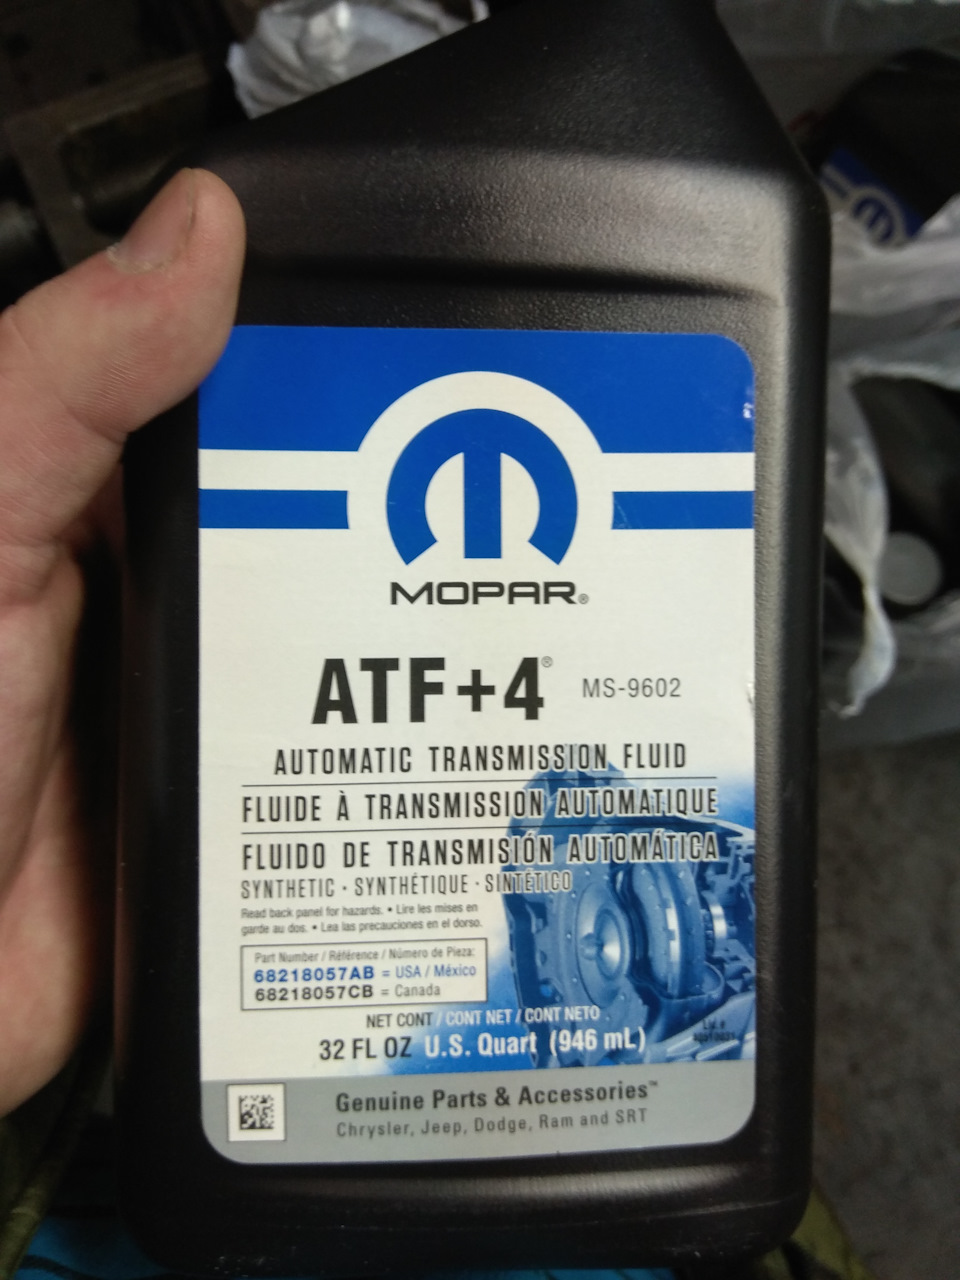 MOPAR®
ATF+4® MS-9602
AUTOMATIC TRANSMISSION FLUID
FLUIDE À TRANSMISSION AUTOMATIQUE
FLUIDO DE TRANSMISIÓN AUTOMÁTICA
SYNTHETIC · SYNTHÉTIQUE · SINTÉTICO
Read back panel for hazards. • Lire les mises en
garde au dos. • Lea las precauciones en el dorso.
Part Number / Référence / Número de Pieza:
68218057AB = USA / México
68218057CB = Canada
NET CONT / CONT NET / CONT NETO
32 FL OZ U.S. Quart (946 mL)
Genuine Parts & Accessories™
Chrysler, Jeep, Dodge, Ram and SRT